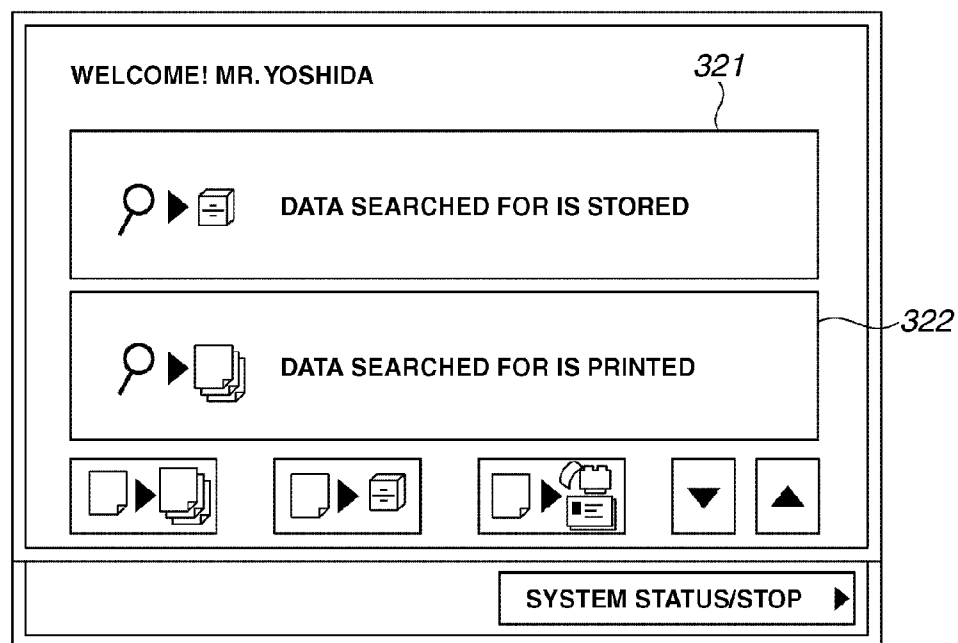 WELCOME! MR. YOSHIDA
321
DATA SEARCHED FOR IS STORED
322
DATA SEARCHED FOR IS PRINTED
SYSTEM STATUS/STOP